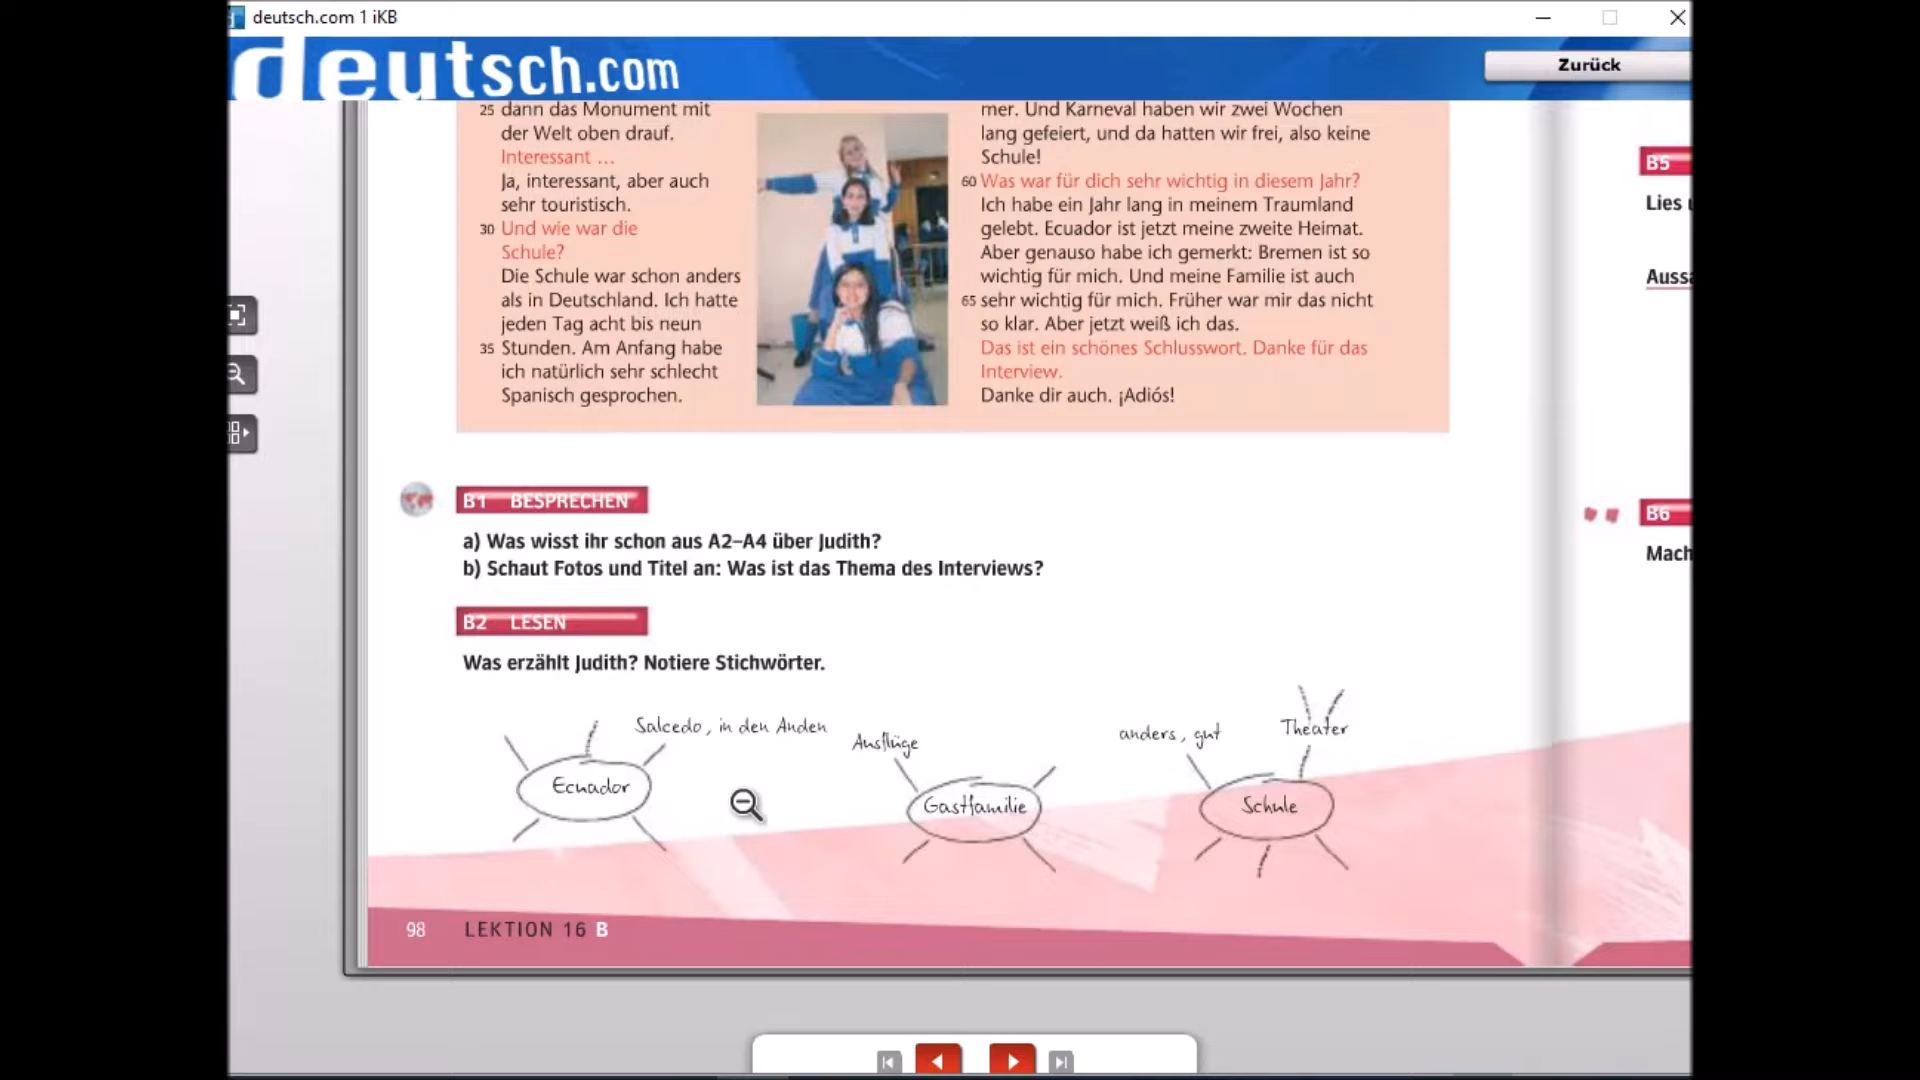 deutsch.com 1 iKB
deutsch.com
Zurück
25 dann das Monument mit
der Welt oben drauf.
Interessant ...
Ja, interessant, aber auch
sehr touristisch.
30 Und wie war die
Schule?
Die Schule war schon anders
als in Deutschland. Ich hatte
jeden Tag acht bis neun
35 Stunden. Am Anfang habe
ich natürlich sehr schlecht
Spanisch gesprochen.
mer. Und Karneval haben wir zwei Wochen
lang gefeiert, und da hatten wir frei, also keine
Schule!
60 Was war für dich sehr wichtig in diesem Jahr?
Ich habe ein Jahr lang in meinem Traumland
gelebt. Ecuador ist jetzt meine zweite Heimat.
Aber genauso habe ich gemerkt: Bremen ist so
wichtig für mich. Und meine Familie ist auch
65 sehr wichtig für mich. Früher war mir das nicht
so klar. Aber jetzt weiß ich das.
Das ist ein schönes Schlusswort. Danke für das
Interview.
Danke dir auch. ¡Adiós!
B1 BESPRECHEN
a) Was wisst ihr schon aus A2–A4 über Judith?
b) Schaut Fotos und Titel an: Was ist das Thema des Interviews?
B2 LESEN
Was erzählt Judith? Notiere Stichwörter.
Salcedo, in den Anden
Ecuador
Ausflüge
Gastfamilie
anders, gut
Theater
Schule
98 LEKTION 16 B
B5
Lies
Aussa
B6
Mach